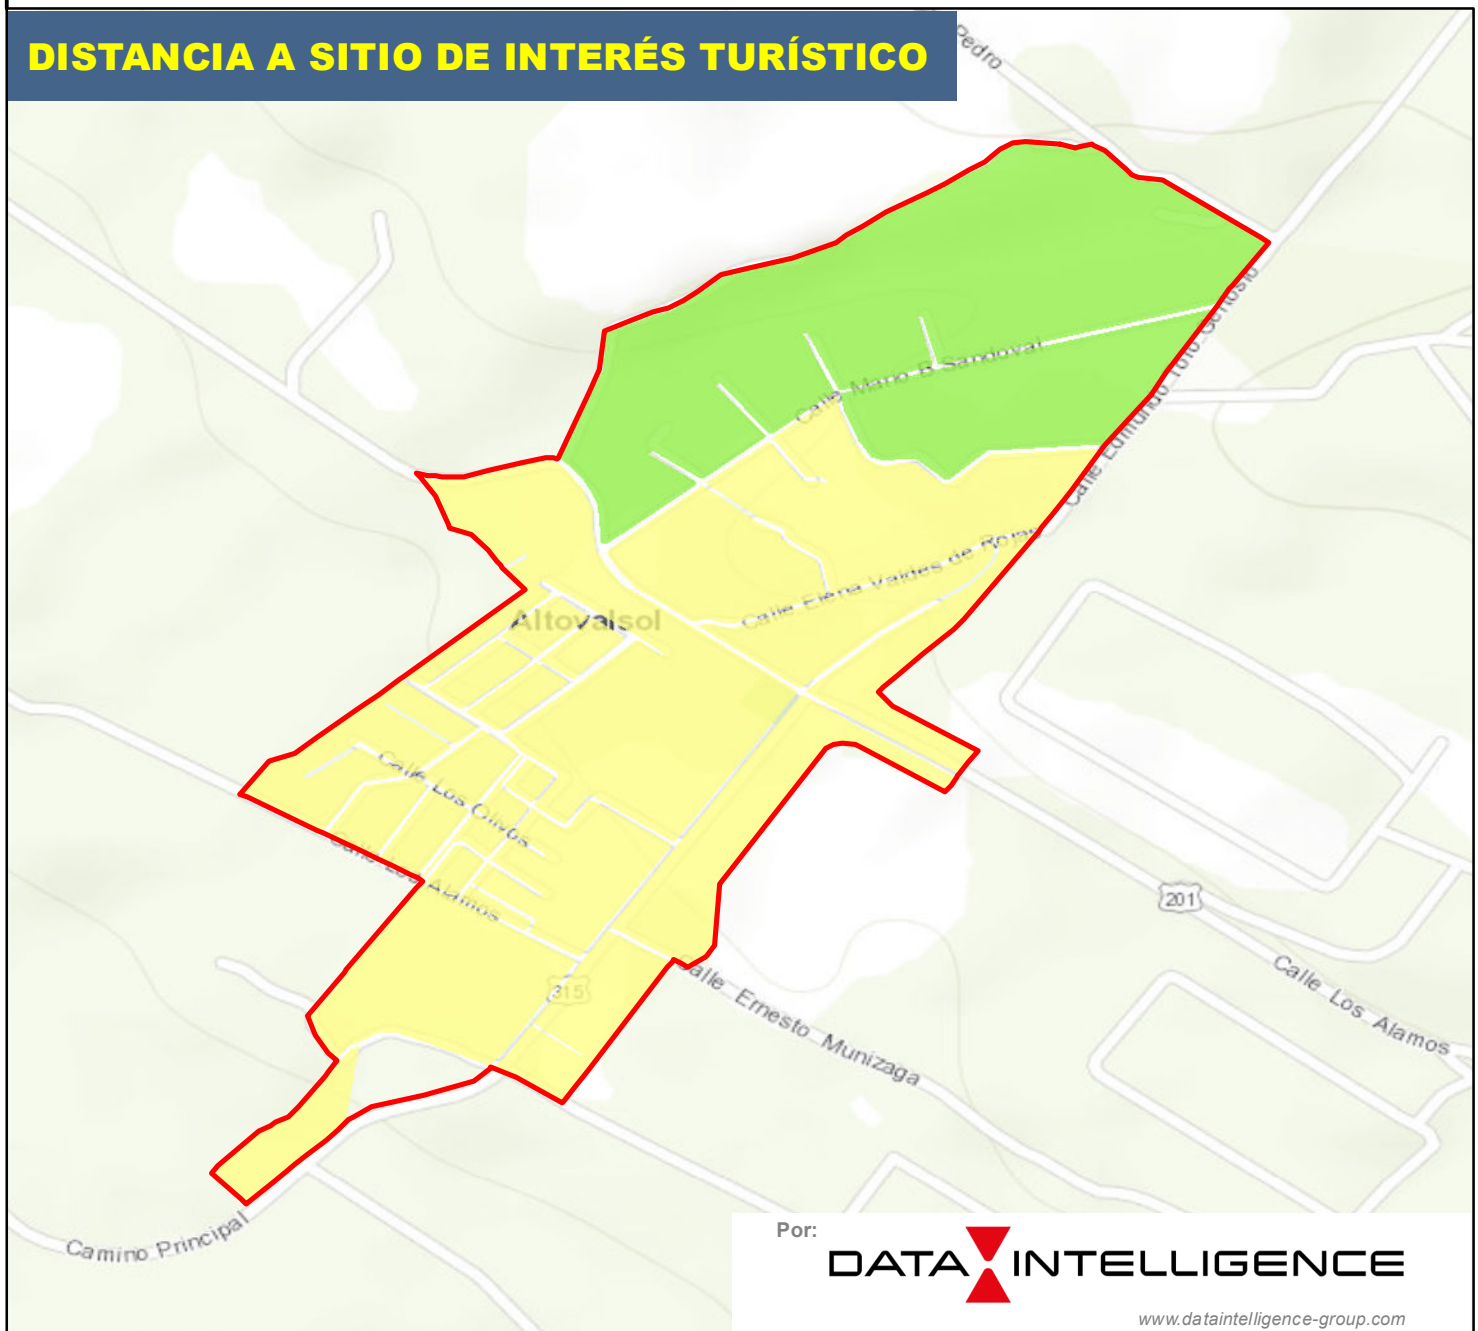 DISTANCIA A SITIO DE INTERÉS TURÍSTICO
Pedro
Calle Mario B Sandoval
Calle Edmundo Toto Gertosio
Calle Elena Valdes de Rojas
Altovalsol
Calle Los Olivos
Calle Los Alamos
201
315
Calle Los Alamos
Calle Ernesto Munizaga
Camino Principal
Por:
DATA INTELLIGENCE
www.dataintelligence-group.com